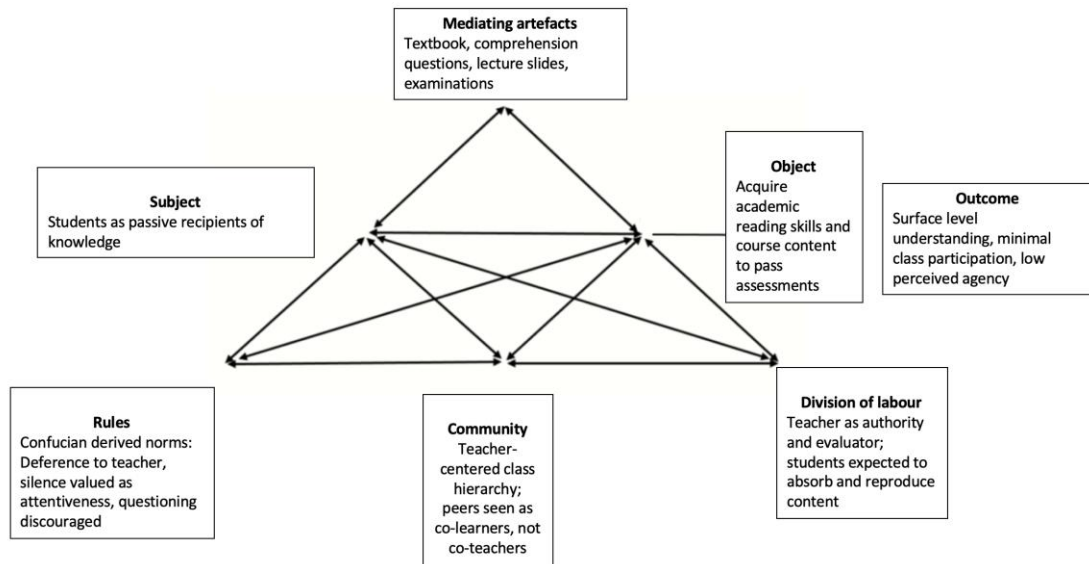 Mediating artefacts
Textbook, comprehension
questions, lecture slides,
examinations
Subject
Students as passive recipients of
knowledge
Object
Acquire
academic
reading skills and
course content
to pass
assessments
Outcome
Surface level
understanding, minimal
class participation, low
perceived agency
Rules
Confucian derived norms:
Deference to teacher,
silence valued as
attentiveness, questioning
discouraged
Community
Teacher-
centered class
hierarchy;
peers seen as
co-learners, not
co-teachers
Division of labour
Teacher as authority
and evaluator;
students expected to
absorb and reproduce
content